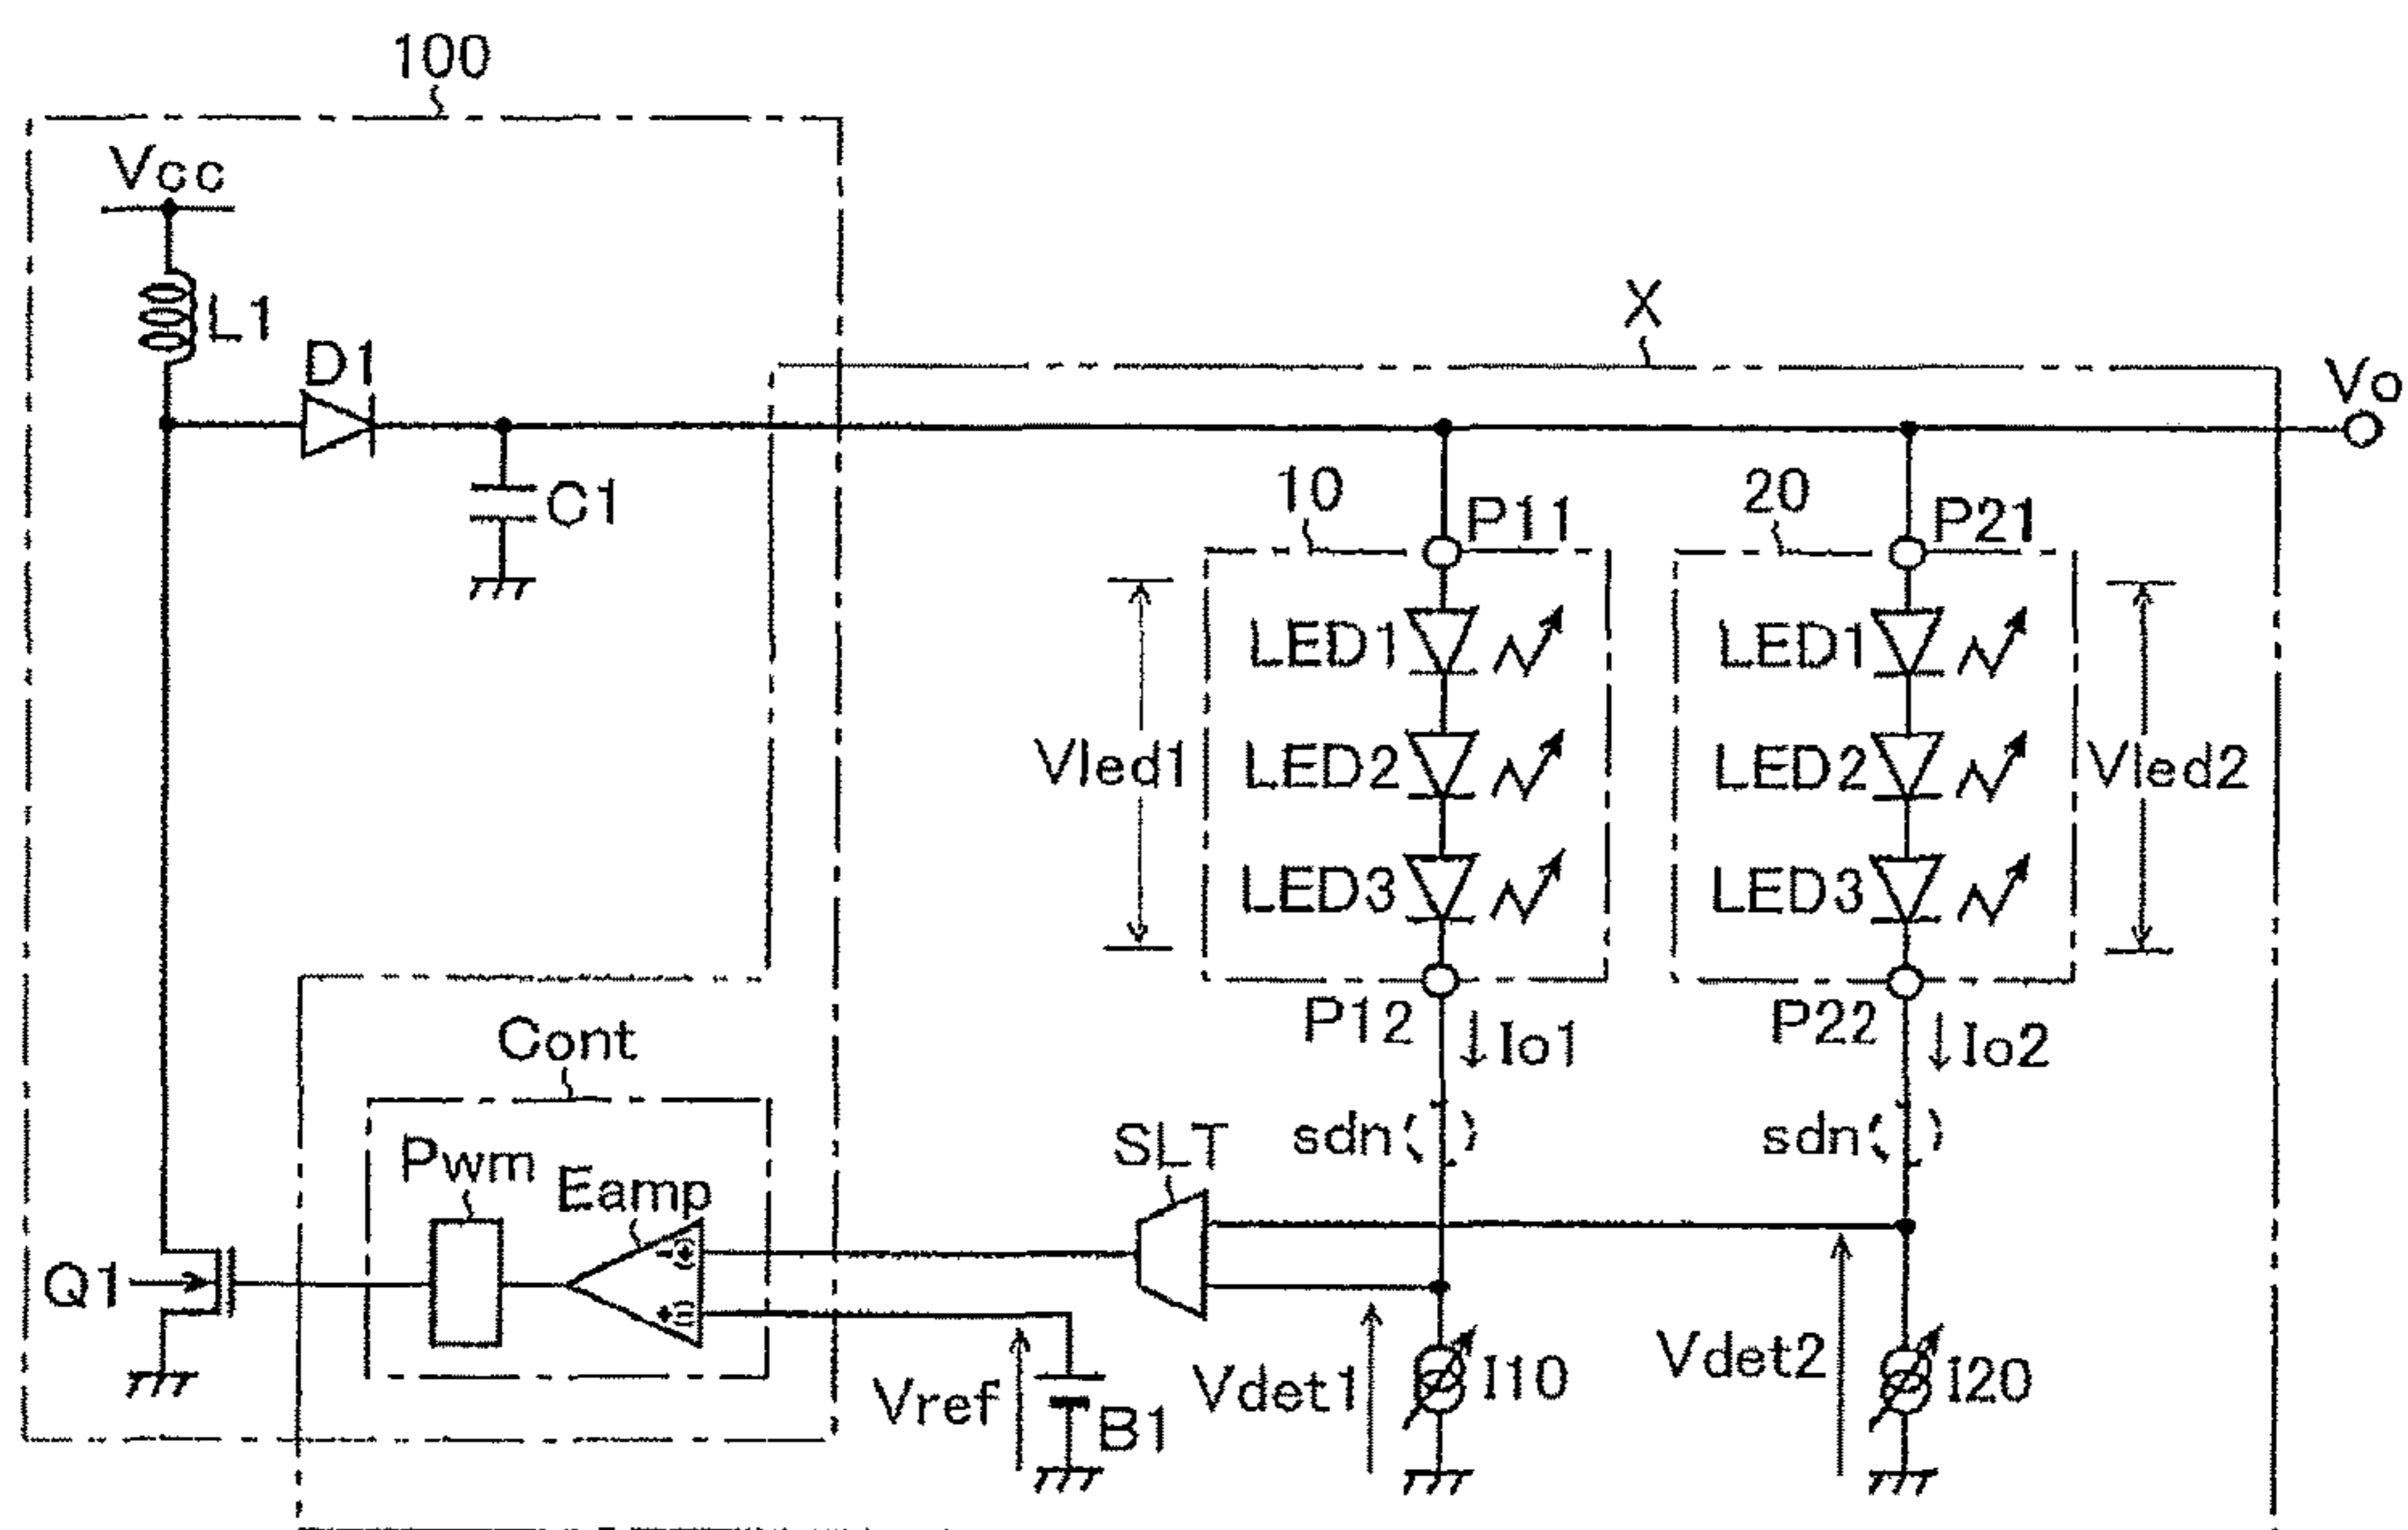 100
Vcc
L1
D1
C1
X
Vo
10
P11
20
P21
LED1
LED1
Vled1
LED2
LED2
Vled2
LED3
LED3
P12
Io1
P22
Io2
Cont
sdn
sdn
SLT
Pwm
Eamp
Q1
Vref
B1
Vdet1
I10
Vdet2
I20